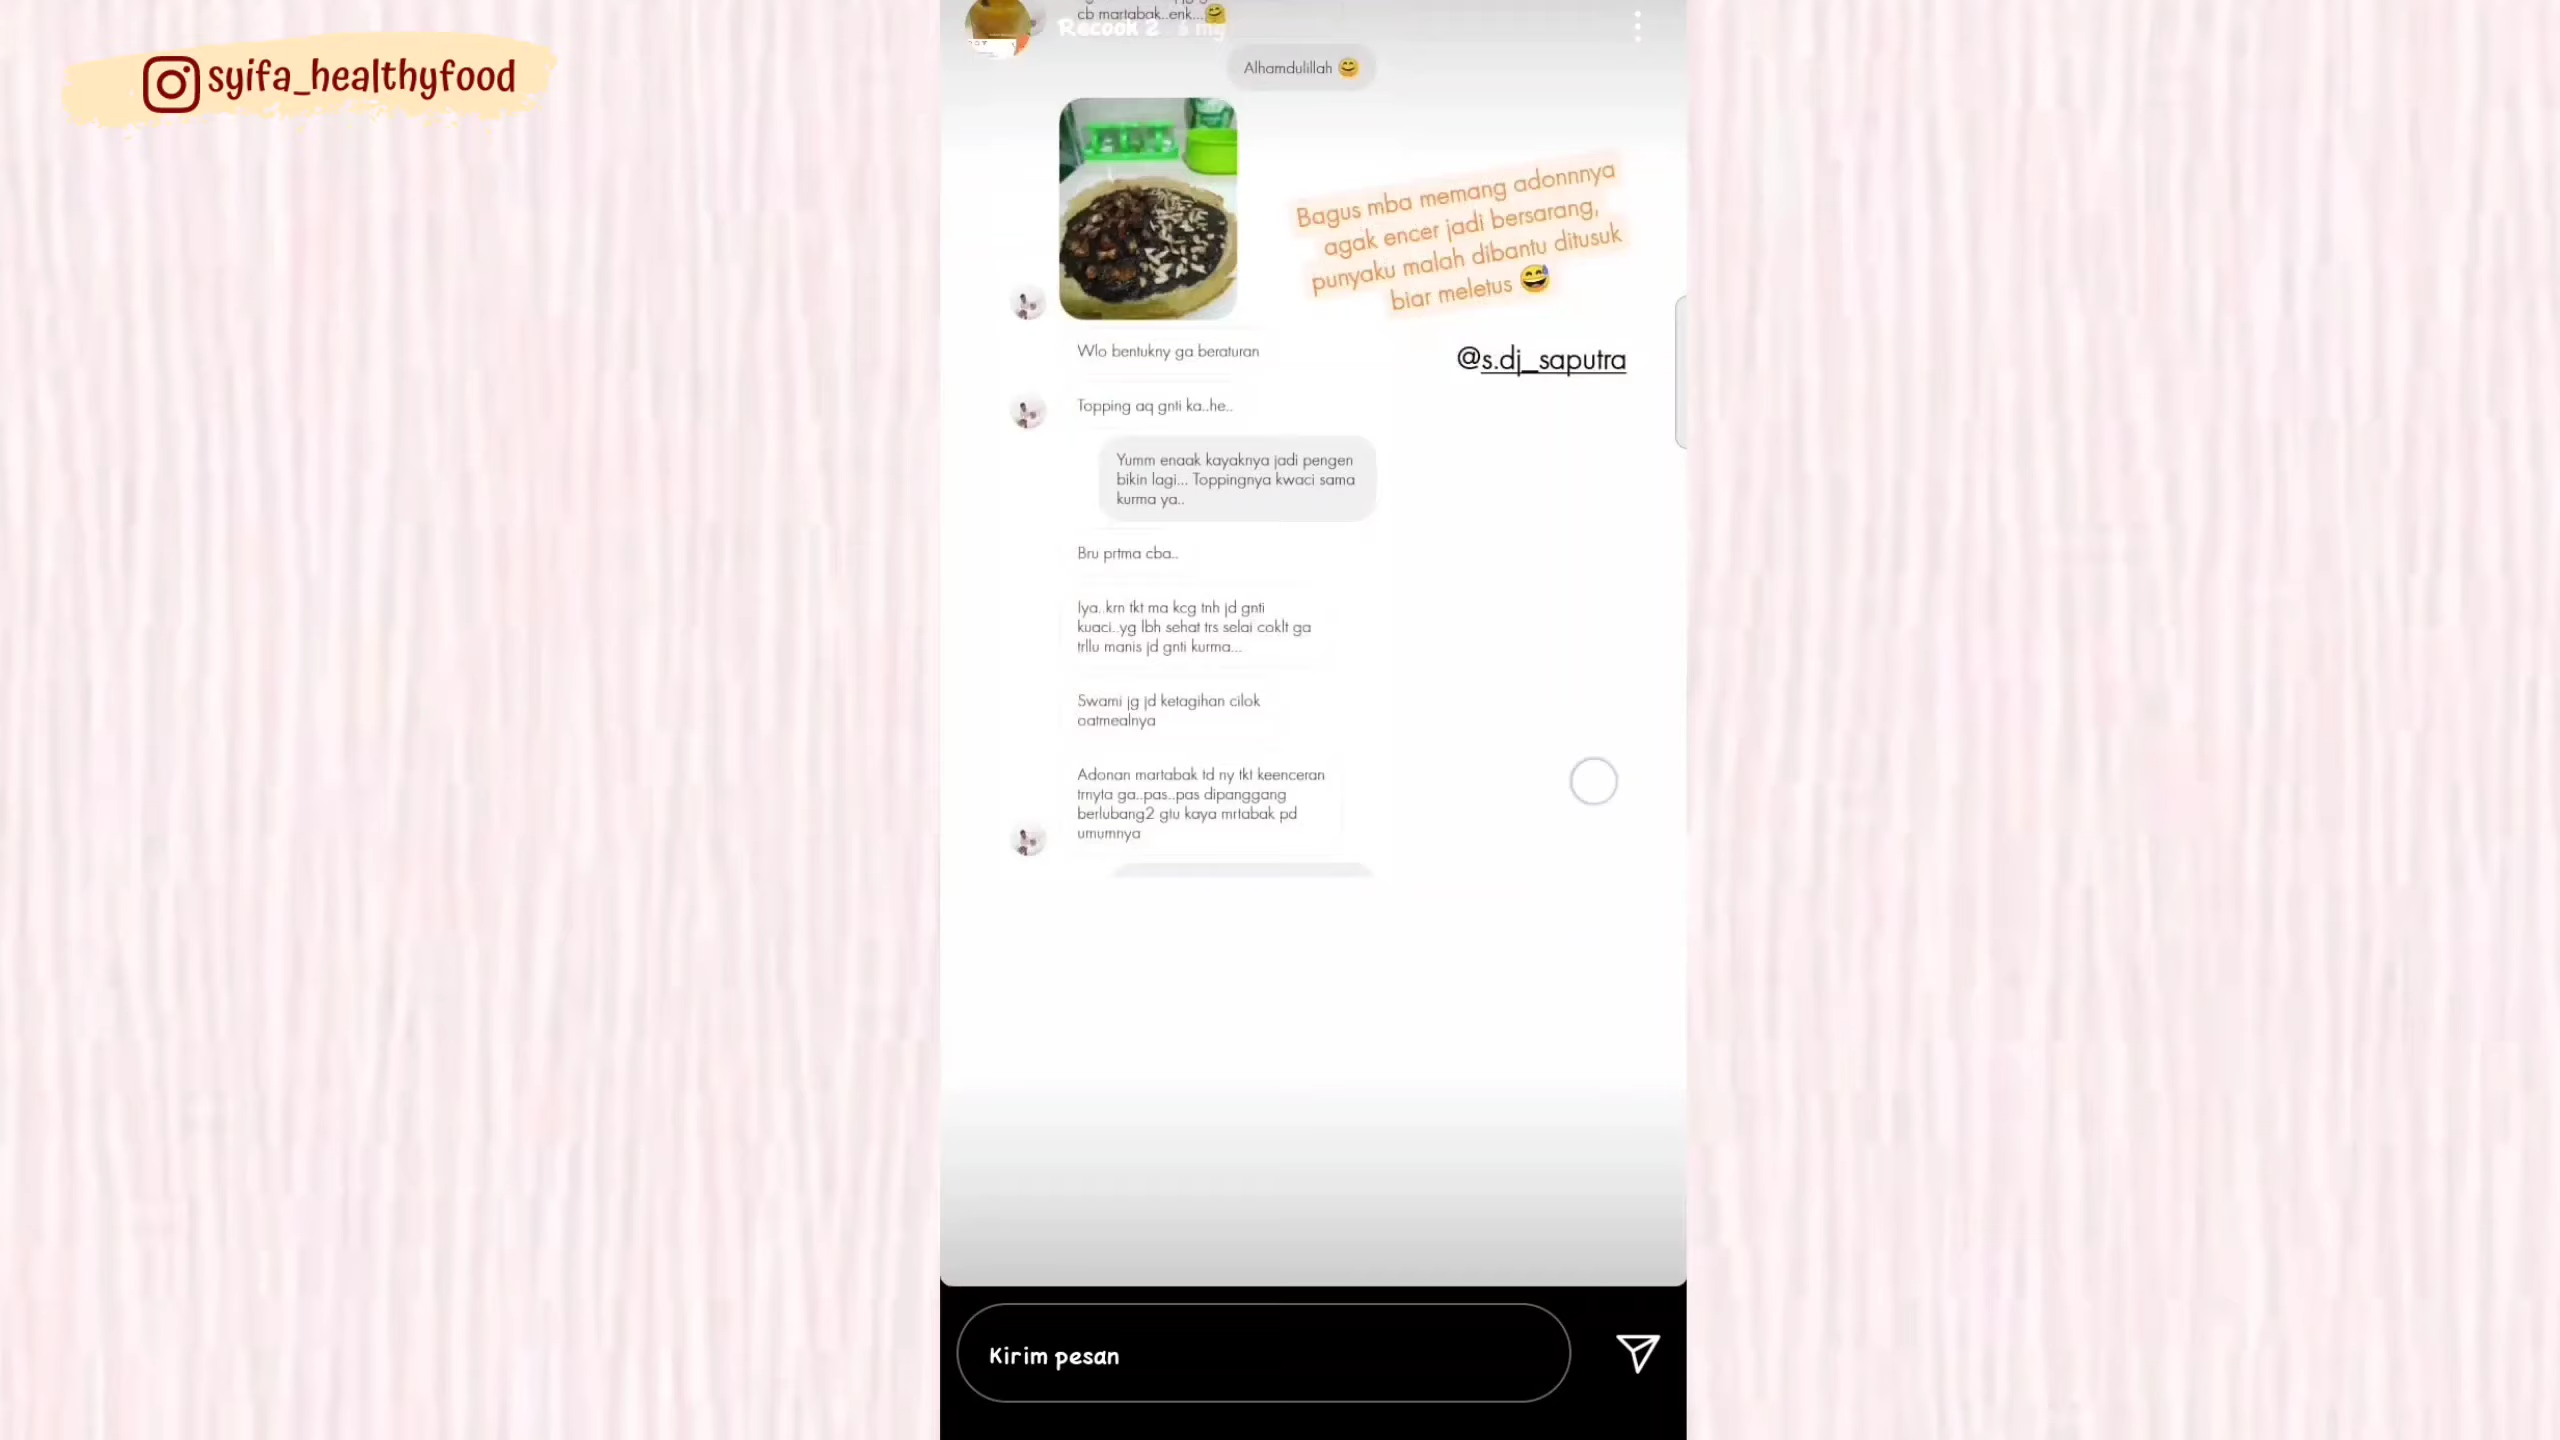 syifa_healthyfood
cb martabak..enk...🤗
Recook 2
Alhamdulillah 😊
Bagus mba memang adonnnya
agak encer jadi bersarang,
punyaku malah dibantu ditusuk
biar meletus 😅
@s.dj_saputra
Wlo bentukny ga beraturan
Topping aq gnti ka..he..
Yumm enaak kayaknya jadi pengen
bikin lagi... Toppingnya kwaci sama
kurma ya..
Bru prtma cba..
Iya..krn tkt ma kcg tnh jd gnti
kuaci..yg lbh sehat trs selai coklt ga
trllu manis jd gnti kurma...
Swami jg jd ketagihan cilok
oatmealnya
Adonan martabak td ny tkt keenceran
trnyta ga..pas..pas dipanggang
berlubang2 gtu kaya mrtabak pd
umumnya
Kirim pesan